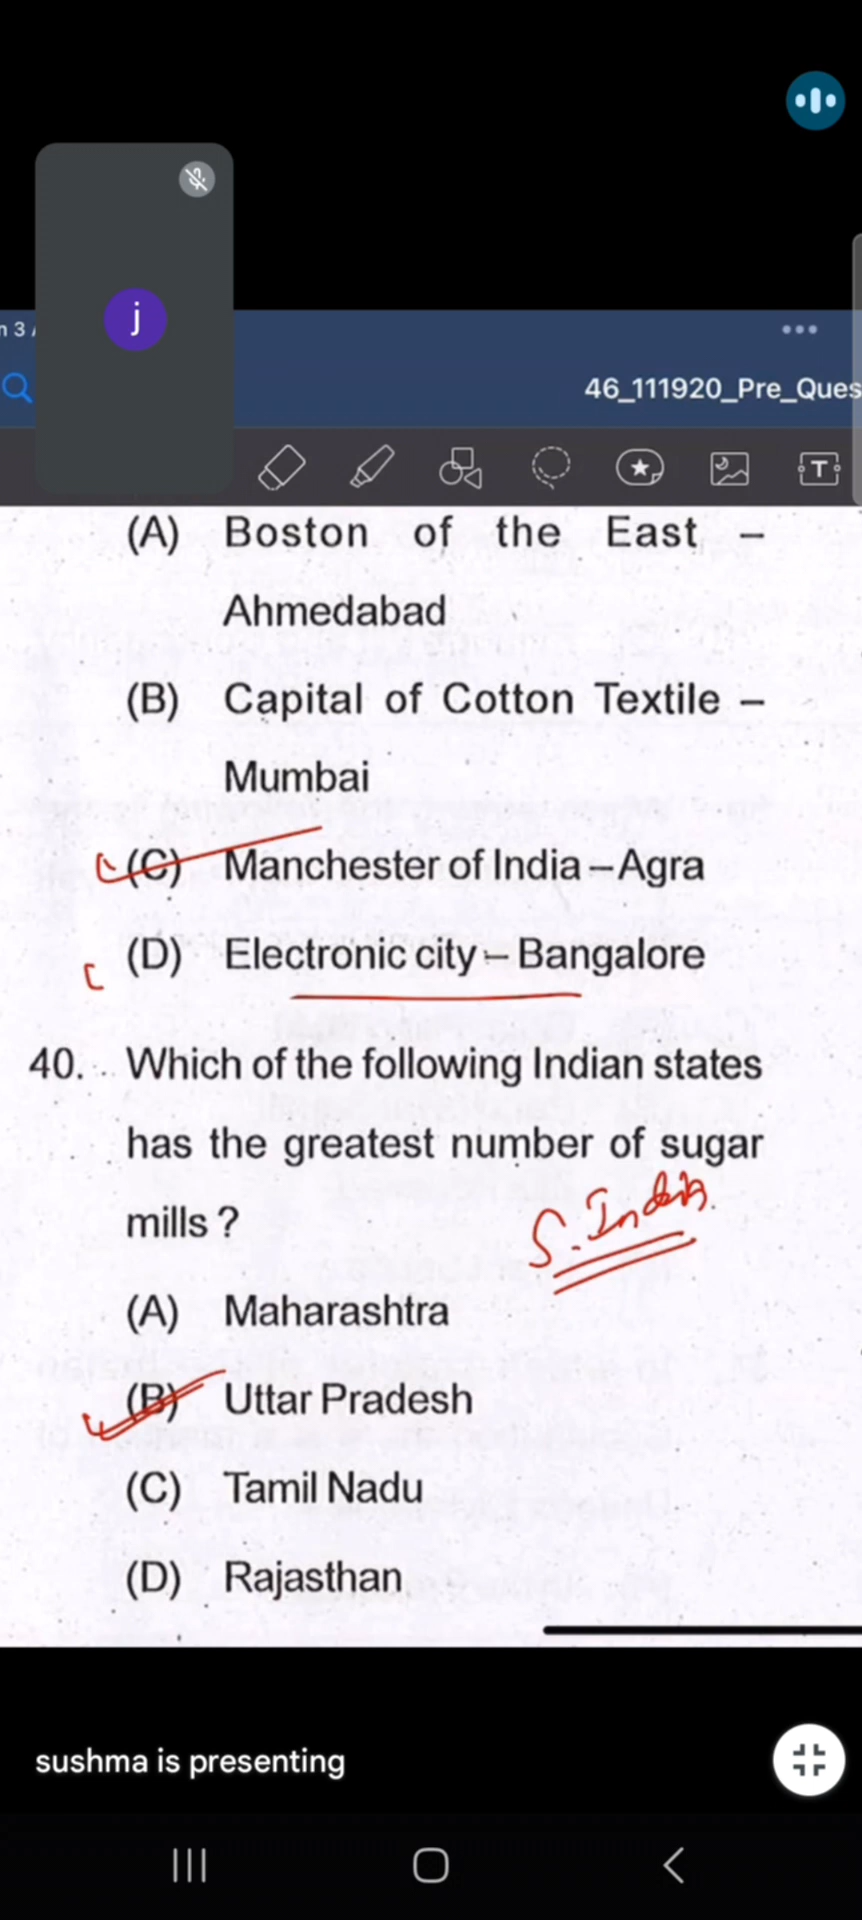 j
n 3
46_111920_Pre_Ques
T
(A) Boston of the East –
Ahmedabad
(B) Capital of Cotton Textile –
Mumbai
(C) Manchester of India – Agra
(D) Electronic city – Bangalore
40. Which of the following Indian states
has the greatest number of sugar
mills ?
S. India
(A) Maharashtra
(B) Uttar Pradesh
(C) Tamil Nadu
(D) Rajasthan
sushma is presenting